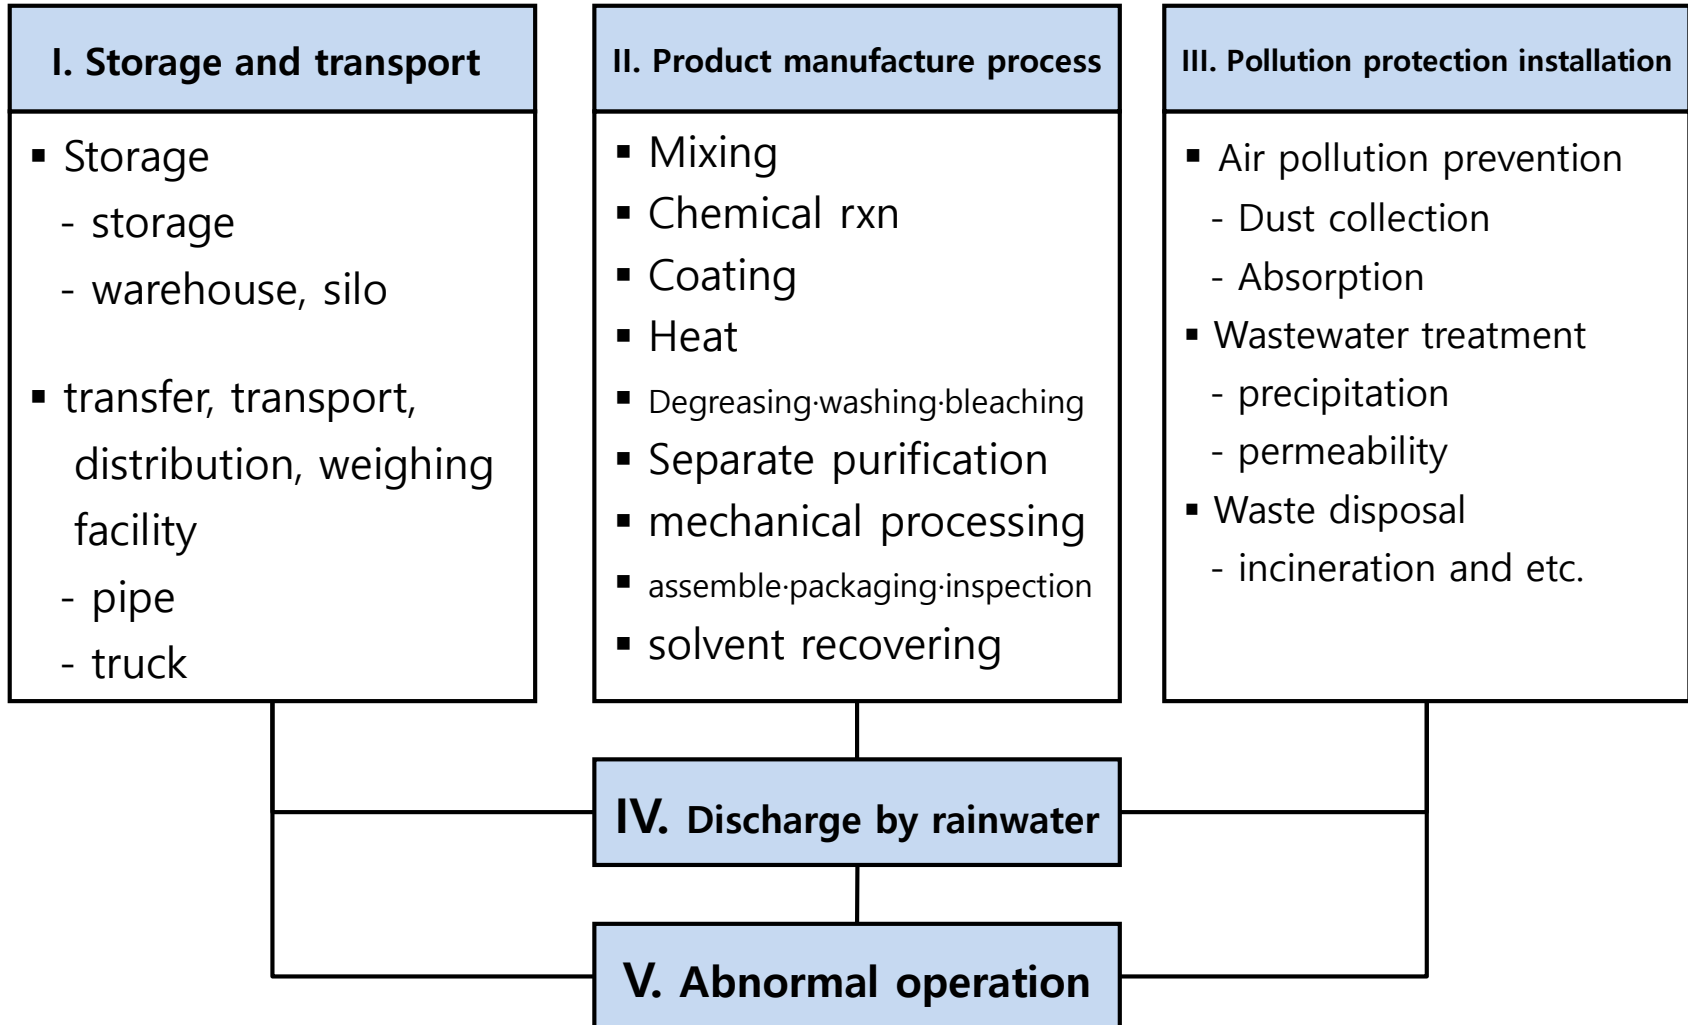 I. Storage and transport
▪ Storage
- storage
- warehouse, silo
▪ transfer, transport,
distribution, weighing
facility
- pipe
- truck
II. Product manufacture process
▪ Mixing
▪ Chemical rxn
▪ Coating
▪ Heat
▪ Degreasing·washing·bleaching
▪ Separate purification
▪ mechanical processing
▪ assemble·packaging·inspection
▪ solvent recovering
III. Pollution protection installation
▪ Air pollution prevention
- Dust collection
- Absorption
▪ Wastewater treatment
- precipitation
- permeability
▪ Waste disposal
- incineration and etc.
IV. Discharge by rainwater
V. Abnormal operation